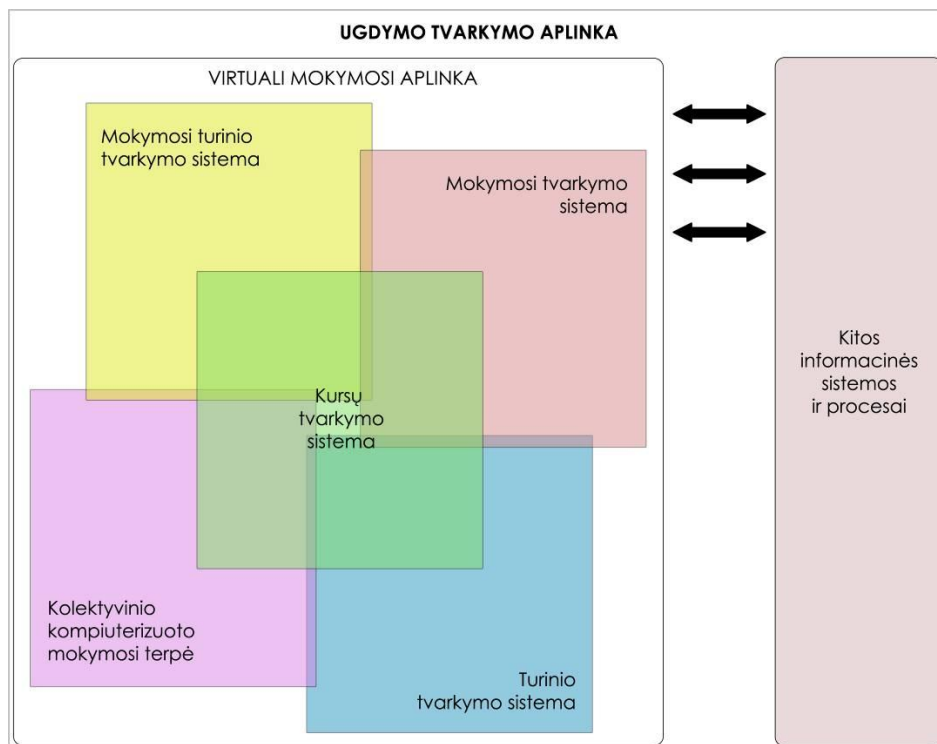 UGDYMO TVARKYMO APLINKA
VIRTUALI MOKYMOSI APLINKA
Mokymosi turinio
tvarkymo sistema
Mokymosi tvarkymo
sistema
Kursų
tvarkymo
sistema
Kolektyvinio
kompiuterizuoto
mokymosi terpė
Turinio
tvarkymo sistema
Kitos
informacinės
sistemos
ir procesai